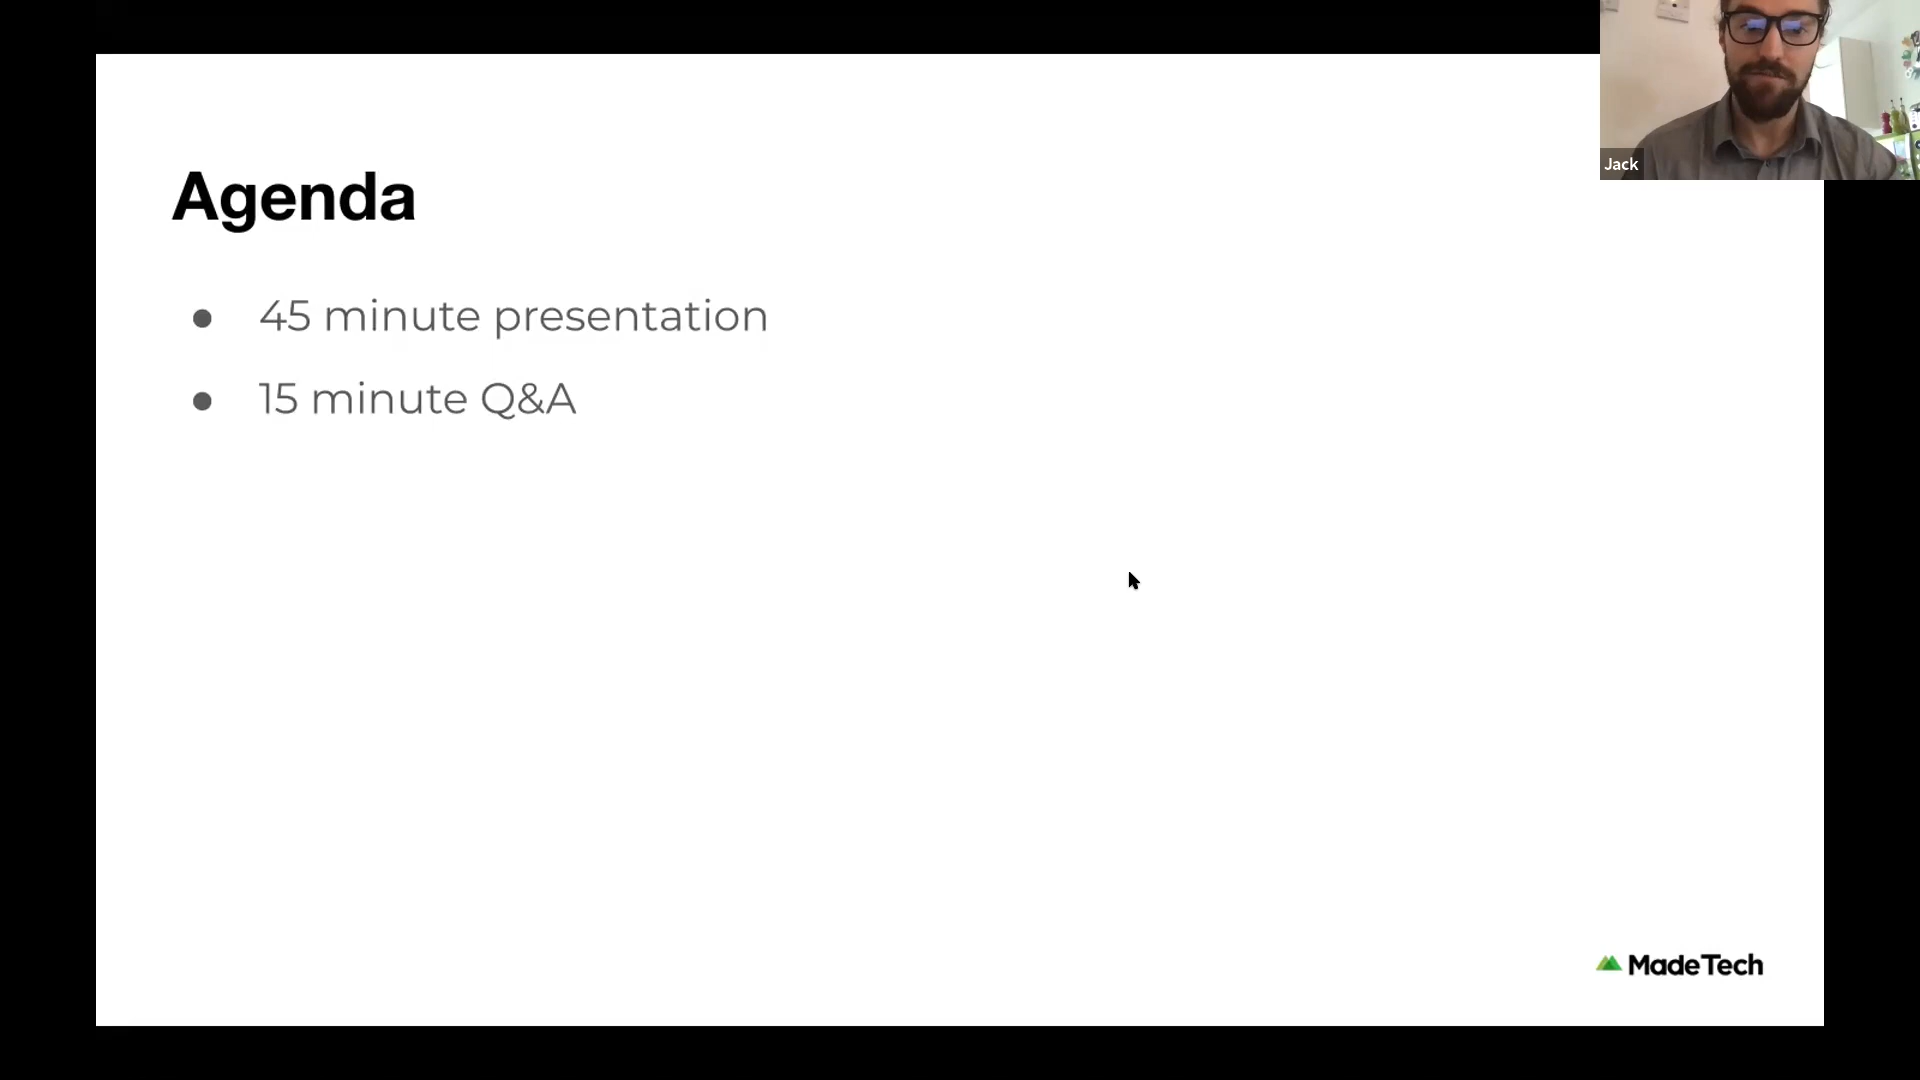 Agenda
● 45 minute presentation
● 15 minute Q&A
Jack
MadeTech